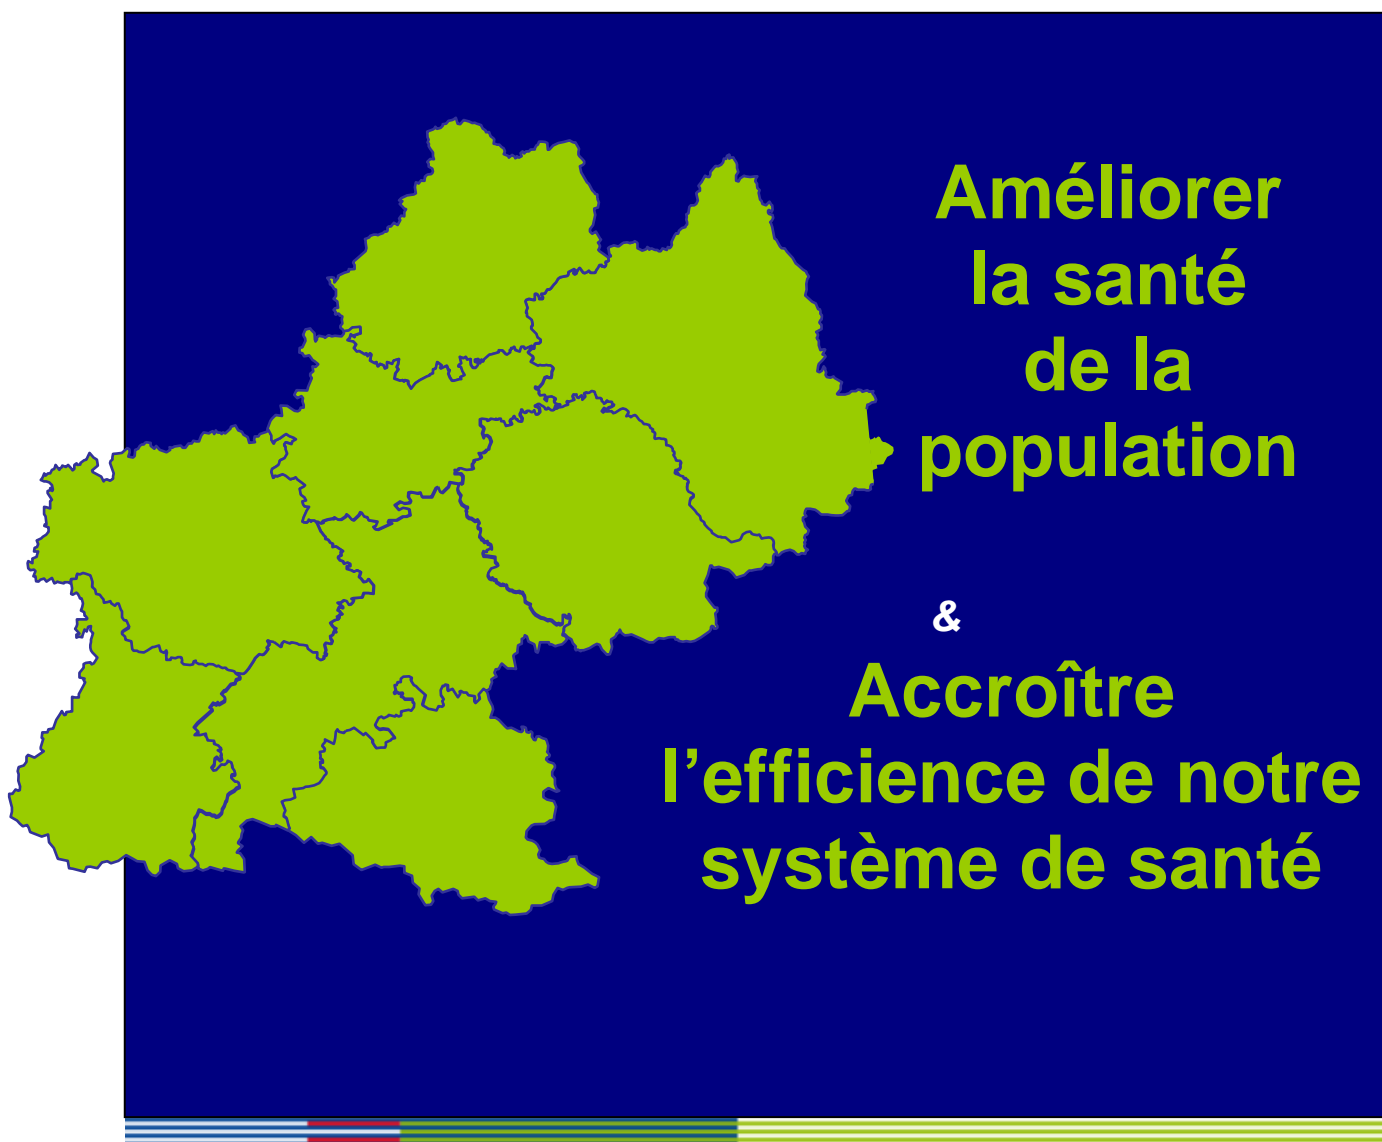 Améliorer
la santé
de la
population
&
Accroître
l’efficience de notre
système de santé